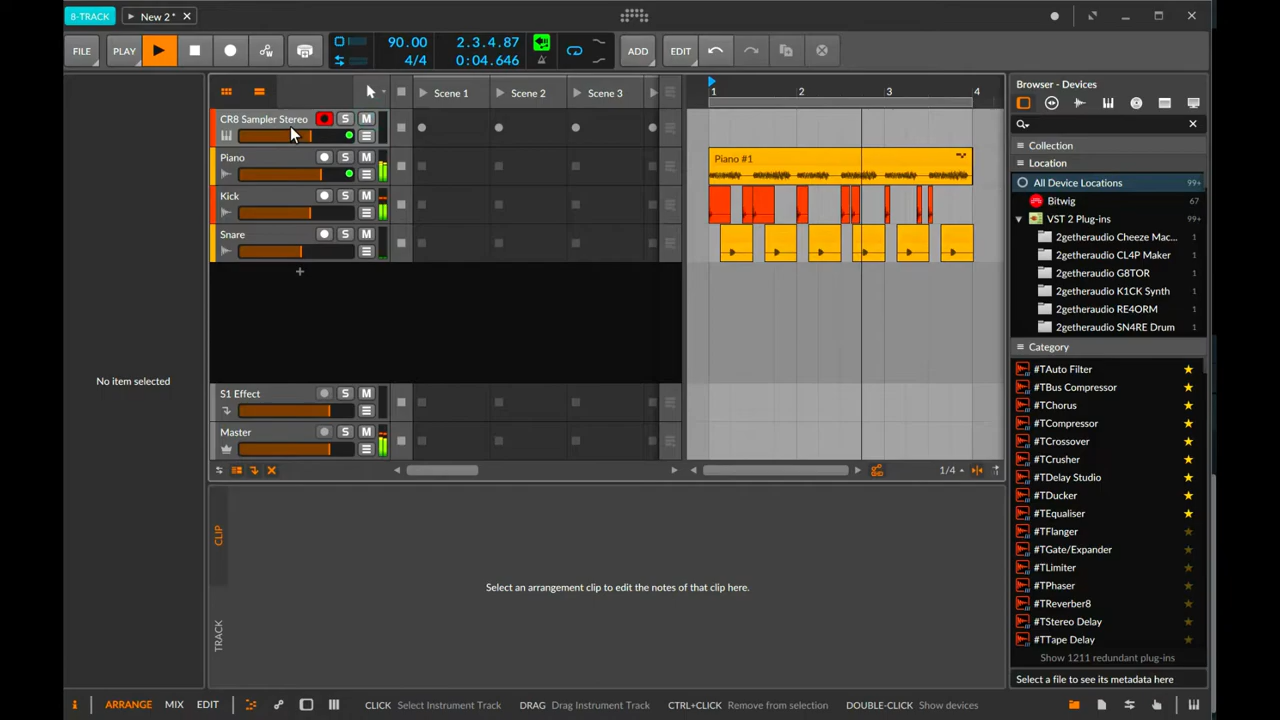 8-TRACK
New 2 *
FILE
PLAY
90.00
4/4
2.3.4.87
0:04.646
ADD
EDIT
Scene 1
Scene 2
Scene 3
1
2
3
4
CR8 Sampler Stereo
S
M
Piano
S
M
Piano #1
Kick
S
M
Snare
S
M
+
S1 Effect
S
M
Master
S
M
1/4
No item selected
CLIP
TRACK
Select an arrangement clip to edit the notes of that clip here.
Browser - Devices
Collection
Location
All Device Locations 99+
Bitwig 67
VST 2 Plug-ins 99+
2getheraudio Cheeze Mac... 1
2getheraudio CL4P Maker 1
2getheraudio G8TOR 1
2getheraudio K1CK Synth 1
2getheraudio RE4ORM 1
2getheraudio SN4RE Drum 1
Category
#TAuto Filter
#TBus Compressor
#TChorus
#TCompressor
#TCrossover
#TCrusher
#TDelay Studio
#TDucker
#TEqualiser
#TFlanger
#TGate/Expander
#TLimiter
#TPhaser
#TReverber8
#TStereo Delay
#TTape Delay
Show 1211 redundant plug-ins
Select a file to see its metadata here
i
ARRANGE
MIX
EDIT
CLICK Select Instrument Track
DRAG Drag Instrument Track
CTRL+CLICK Remove from selection
DOUBLE-CLICK Show devices